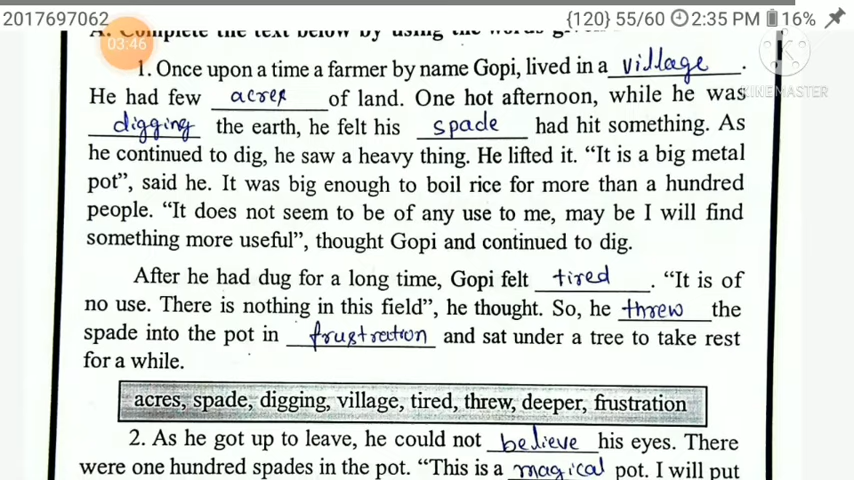 2017697062 {120} 55/60 2:35 PM 16%
03:46
A. Complete the text below by using the words
1. Once upon a time a farmer by name Gopi, lived in a village.
KINEMASTER
He had few acres of land. One hot afternoon, while he was
digging the earth, he felt his spade had hit something. As
he continued to dig, he saw a heavy thing. He lifted it. “It is a big metal
pot”, said he. It was big enough to boil rice for more than a hundred
people. “It does not seem to be of any use to me, may be I will find
something more useful”, thought Gopi and continued to dig.
After he had dug for a long time, Gopi felt tired. “It is of
no use. There is nothing in this field”, he thought. So, he threw the
spade into the pot in frustration and sat under a tree to take rest
for a while.
acres, spade, digging, village, tired, threw, deeper, frustration
2. As he got up to leave, he could not believe his eyes. There
were one hundred spades in the pot. “This is a magical pot. I will put